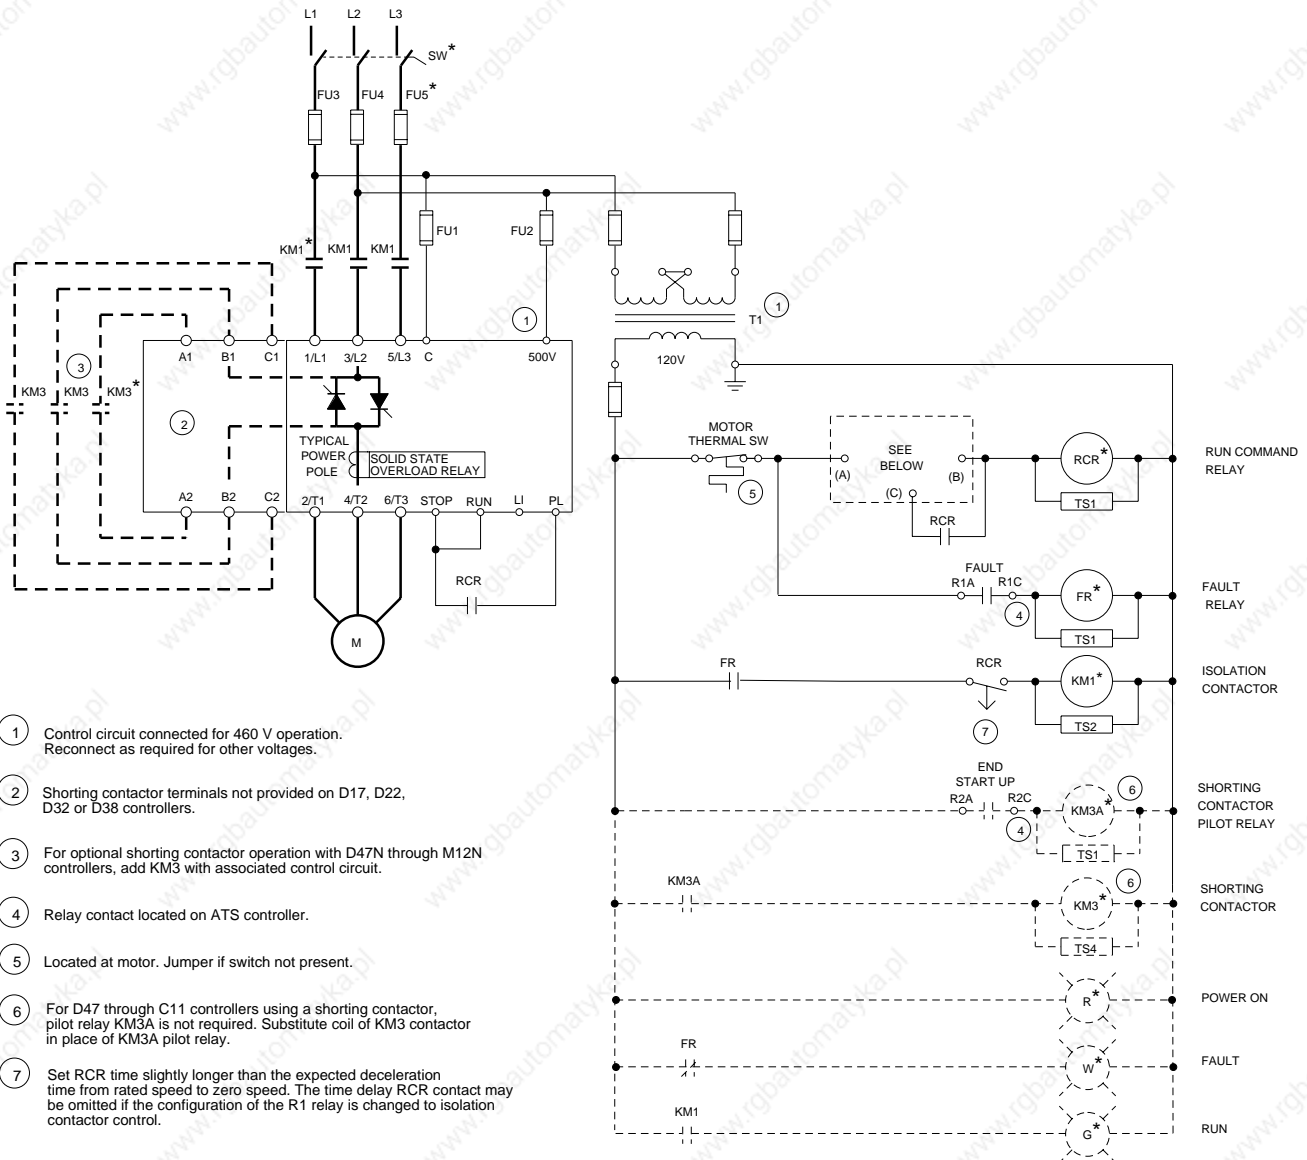 L1 L2 L3
SW*
FU3 FU4 FU5*
FU1 FU2
KM1* KM1 KM1
1
1
T1
120V
A1 B1 C1 1/L1 3/L2 5/L3 C 500V
3
KM3 KM3 KM3*
2
TYPICAL
POWER
POLE
SOLID STATE
OVERLOAD RELAY
A2 B2 C2 2/T1 4/T2 6/T3 STOP RUN LI PL
RCR
M
MOTOR
THERMAL SW
5
SEE
BELOW
(A) (B)
(C)
RCR
RCR*
TS1
RUN COMMAND
RELAY
FAULT
R1A R1C
4
FR*
TS1
FAULT
RELAY
FR
RCR
7
KM1*
TS2
ISOLATION
CONTACTOR
END
START UP
R2A R2C
4
KM3A*
6
TS1
SHORTING
CONTACTOR
PILOT RELAY
KM3A
KM3*
6
TS4
SHORTING
CONTACTOR
R*
POWER ON
FR
W*
FAULT
KM1
G*
RUN
1 Control circuit connected for 460 V operation.
Reconnect as required for other voltages.
2 Shorting contactor terminals not provided on D17, D22,
D32 or D38 controllers.
3 For optional shorting contactor operation with D47N through M12N
controllers, add KM3 with associated control circuit.
4 Relay contact located on ATS controller.
5 Located at motor. Jumper if switch not present.
6 For D47 through C11 controllers using a shorting contactor,
pilot relay KM3A is not required. Substitute coil of KM3 contactor
in place of KM3A pilot relay.
7 Set RCR time slightly longer than the expected deceleration
time from rated speed to zero speed. The time delay RCR contact may
be omitted if the configuration of the R1 relay is changed to isolation
contactor control.
www.rgbautomatyka.pl